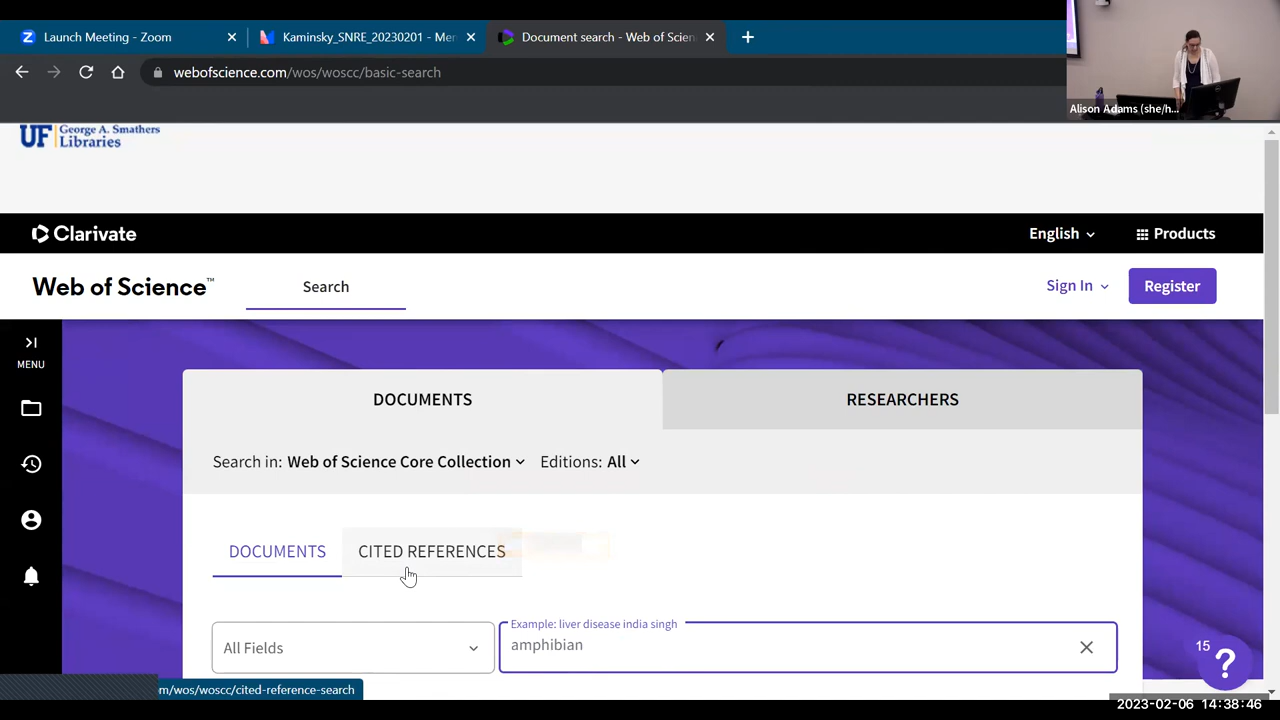 Launch Meeting - Zoom
Kaminsky_SNRE_20230201 - Mer
Document search - Web of Scien
webofscience.com/wos/woscc/basic-search
Alison Adams (she/h...
UF George A. Smathers
Libraries
Clarivate
English
Products
Web of Science™
Search
Sign In
Register
MENU
DOCUMENTS
RESEARCHERS
Search in: Web of Science Core Collection
Editions: All
DOCUMENTS
CITED REFERENCES
Example: liver disease india singh
All Fields
amphibian
15
?
om/wos/woscc/cited-reference-search
2023-02-06 14:38:46